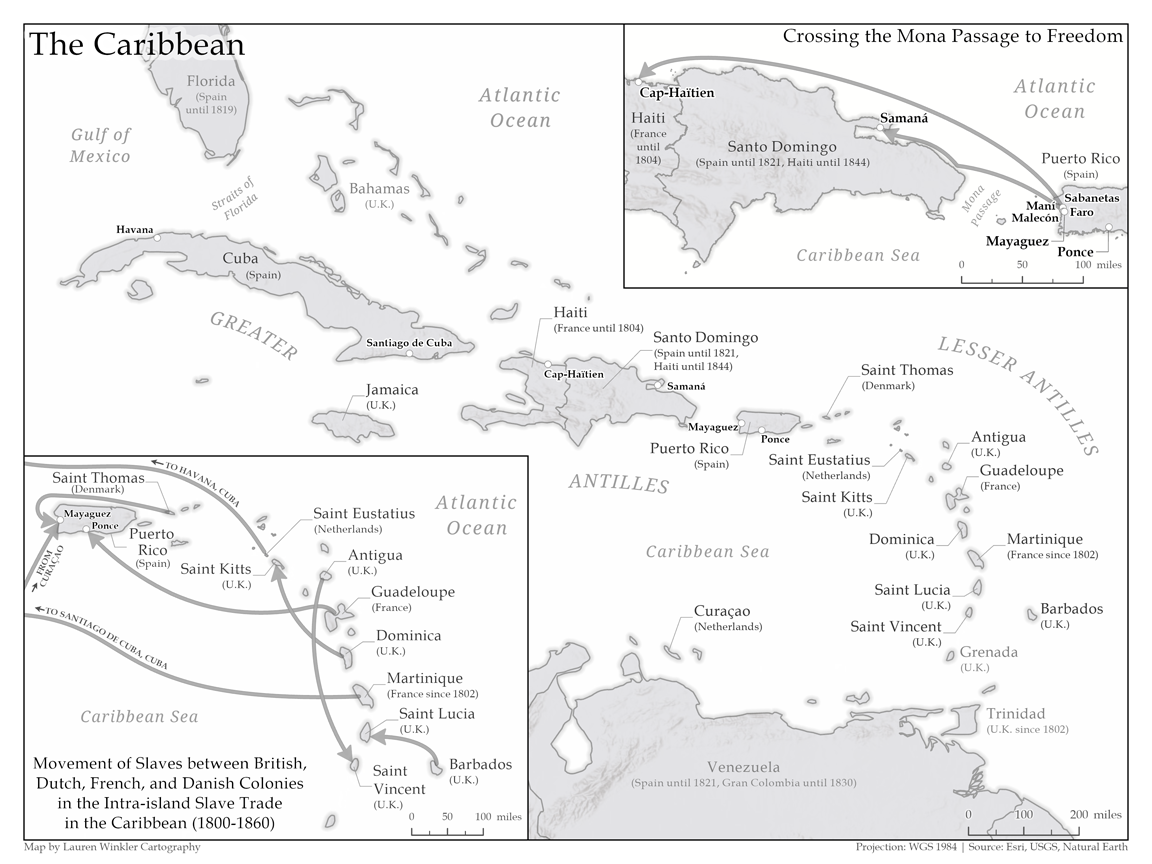 The Caribbean
Florida
(Spain
until 1819)
Gulf of
Mexico
Atlantic
Ocean
Straits of
Florida
Bahamas
(U.K.)
Havana
Cuba
(Spain)
GREATER
Santiago de Cuba
Haiti
(France until 1804)
Santo Domingo
(Spain until 1821,
Haiti until 1844)
Cap-Haïtien
Samaná
Jamaica
(U.K.)
Mayaguez
Ponce
Puerto Rico
(Spain)
ANTILLES
LESSER ANTILLES
Saint Thomas
(Denmark)
Saint Eustatius
(Netherlands)
Saint Kitts
(U.K.)
Antigua
(U.K.)
Guadeloupe
(France)
Dominica
(U.K.)
Martinique
(France since 1802)
Saint Lucia
(U.K.)
Barbados
(U.K.)
Saint Vincent
(U.K.)
Grenada
(U.K.)
Caribbean Sea
Curaçao
(Netherlands)
Trinidad
(U.K. since 1802)
Venezuela
(Spain until 1821, Gran Colombia until 1830)
0 100 200 miles
Crossing the Mona Passage to Freedom
Cap-Haïtien
Haiti
(France
until
1804)
Samaná
Santo Domingo
(Spain until 1821, Haiti until 1844)
Atlantic
Ocean
Puerto Rico
(Spain)
Mona
Passage
Sabanetas
Mani
Faro
Malecón
Mayaguez
Ponce
Caribbean Sea
0 50 100 miles
TO HAVANA, CUBA
Saint Thomas
(Denmark)
Mayaguez
Ponce
Puerto
Rico
(Spain)
FROM
CURAÇAO
Atlantic
Ocean
Saint Eustatius
(Netherlands)
Saint Kitts
(U.K.)
Antigua
(U.K.)
Guadeloupe
(France)
Dominica
(U.K.)
TO SANTIAGO DE CUBA, CUBA
Martinique
(France since 1802)
Saint Lucia
(U.K.)
Caribbean Sea
Barbados
(U.K.)
Saint
Vincent
(U.K.)
Movement of Slaves between British,
Dutch, French, and Danish Colonies
in the Intra-island Slave Trade
in the Caribbean (1800-1860)
0 50 100 miles
Map by Lauren Winkler Cartography
Projection: WGS 1984 | Source: Esri, USGS, Natural Earth